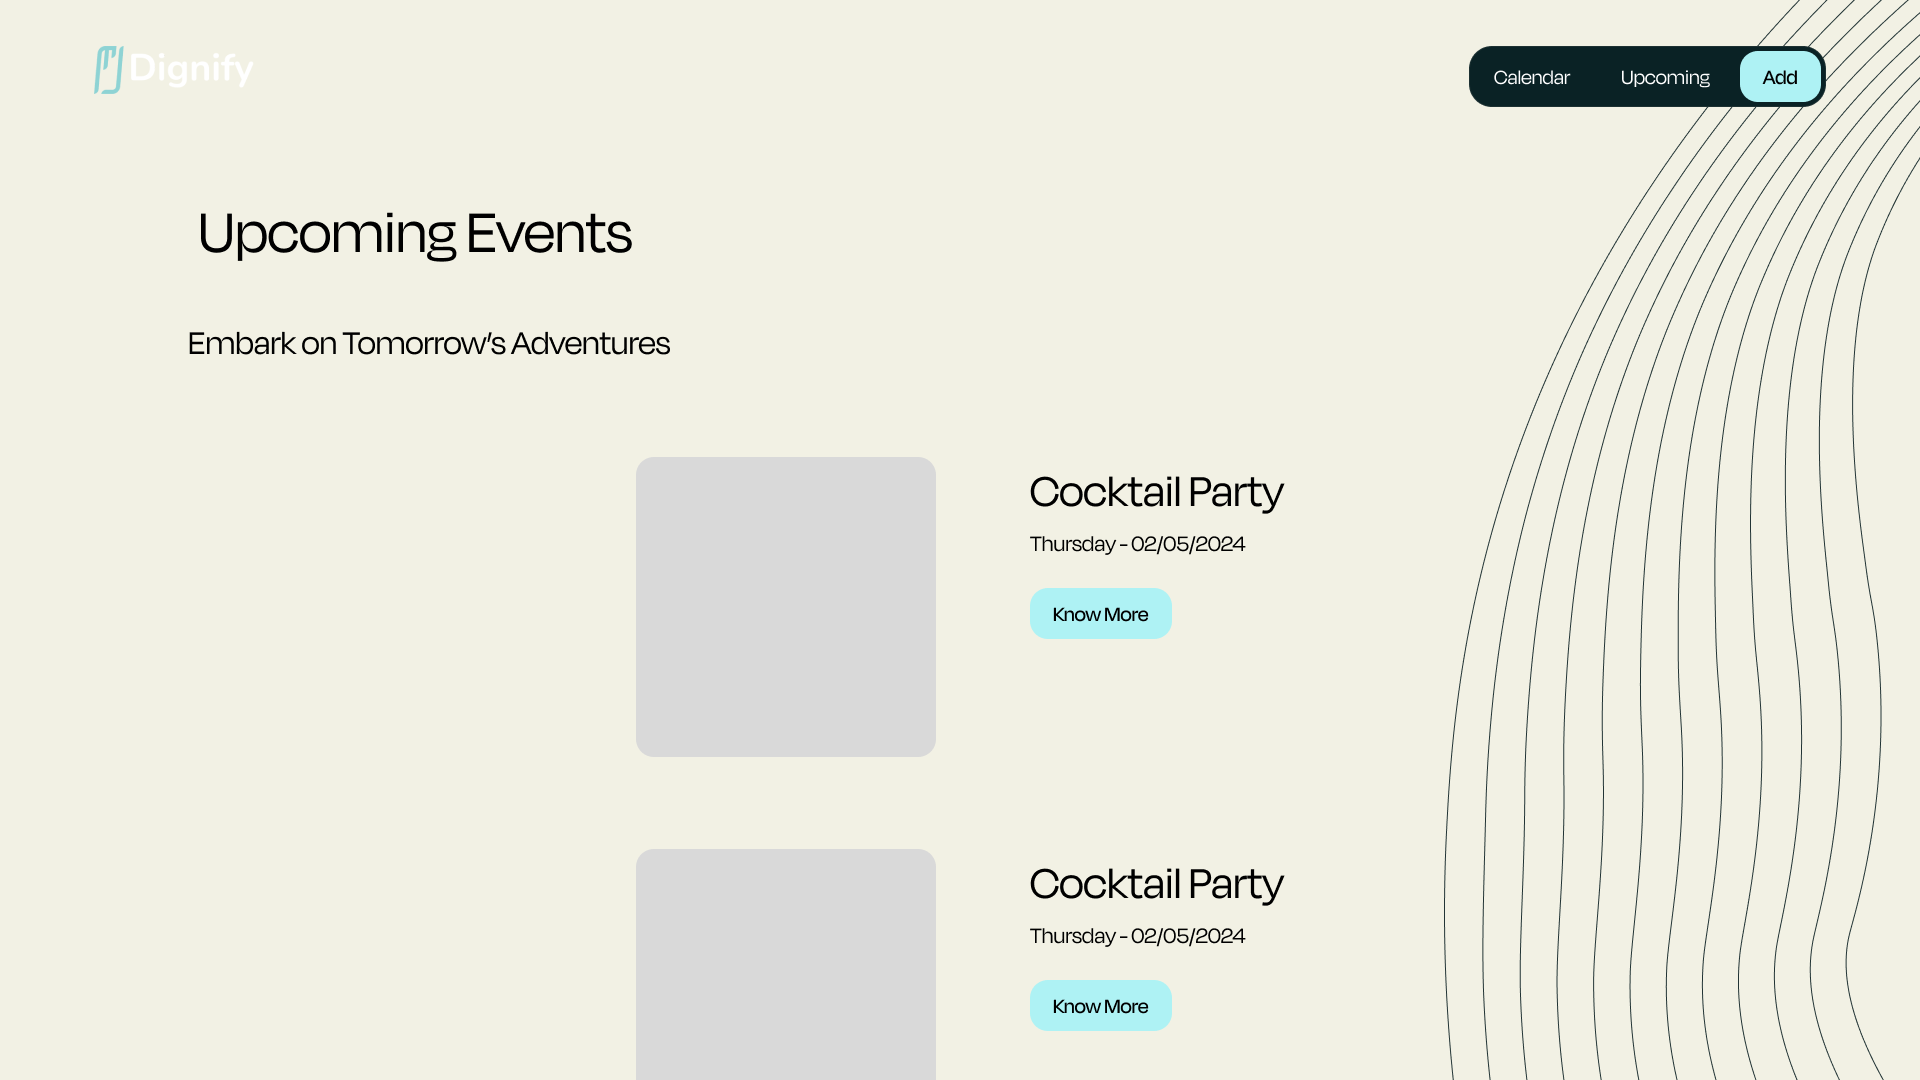 Dignify
Calendar
Upcoming
Add
Upcoming Events
Embark on Tomorrow's Adventures
Cocktail Party
Thursday - 02/05/2024
Know More
Cocktail Party
Thursday - 02/05/2024
Know More